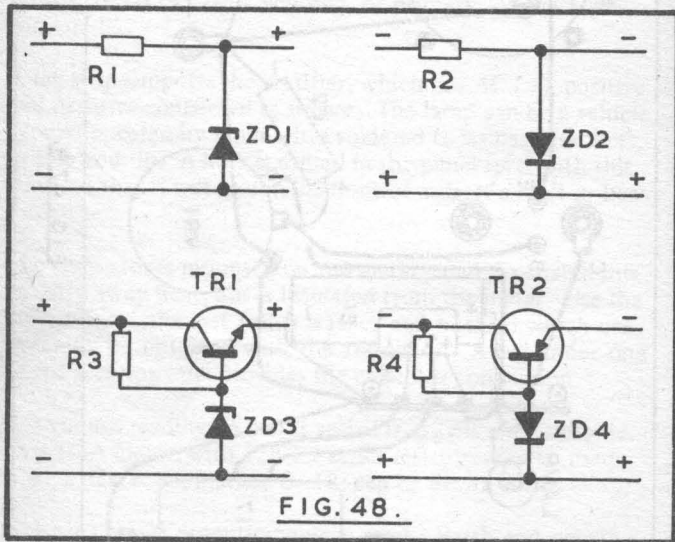 + + - -
R1 R2
ZD1 ZD2
- - + +
TR1 TR2
+ + - -
R3 R4
ZD3 ZD4
- - + +
FIG. 48.